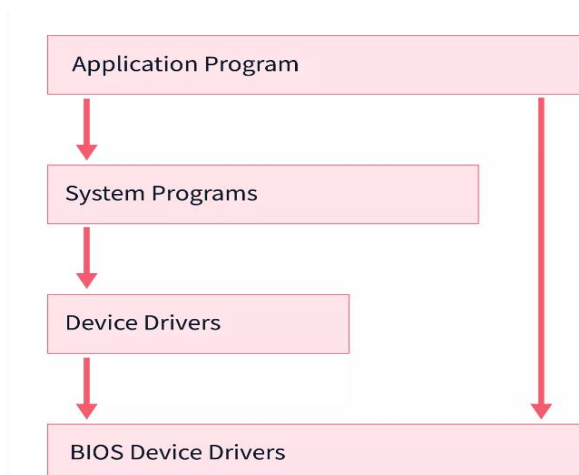 Application Program
System Programs
Device Drivers
BIOS Device Drivers